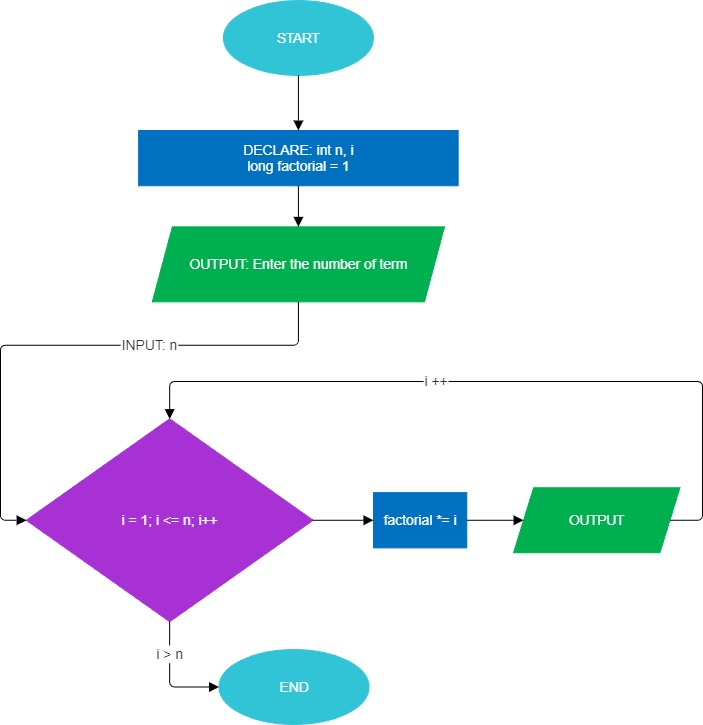 START
DECLARE: int n, i
long factorial = 1
OUTPUT: Enter the number of term
INPUT: n
i ++
i = 1; i <= n; i++
factorial *= i
OUTPUT
i > n
END